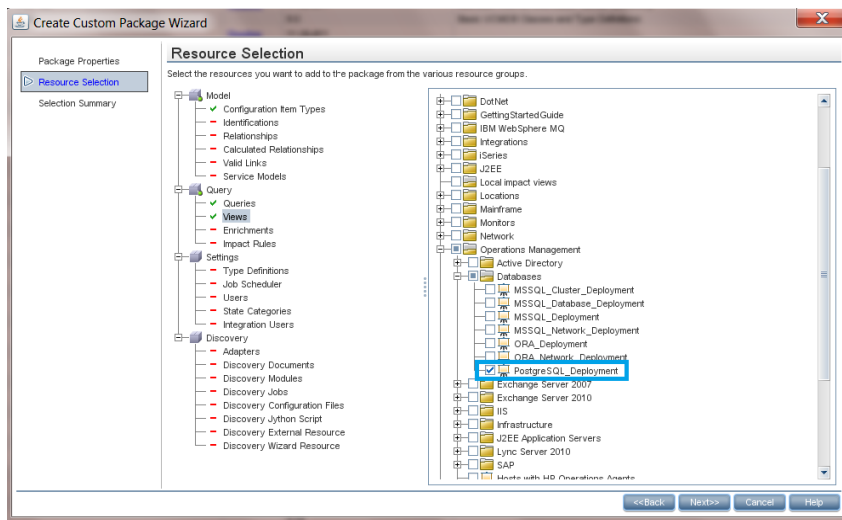 Create Custom Package Wizard
X
Package Properties
Resource Selection
Selection Summary
Resource Selection
Select the resources you want to add to the package from the various resource groups.
Model
Configuration Item Types
Identifications
Relationships
Calculated Relationships
Valid Links
Service Models
Query
Queries
Views
Enrichments
Impact Rules
Settings
Type Definitions
Job Scheduler
Users
State Categories
Integration Users
Discovery
Adapters
Discovery Documents
Discovery Modules
Discovery Jobs
Discovery Configuration Files
Discovery Jython Script
Discovery External Resource
Discovery Wizard Resource
DotNet
GettingStartedGuide
IBM WebSphere MQ
Integrations
iSeries
J2EE
Local impact views
Locations
Mainframe
Monitors
Network
Operations Management
Active Directory
Databases
MSSQL_Cluster_Deployment
MSSQL_Database_Deployment
MSSQL_Deployment
MSSQL_Network_Deployment
ORA_Deployment
ORA_Network_Deployment
PostgreSQL_Deployment
Exchange Server 2007
Exchange Server 2010
IIS
Infrastructure
J2EE Application Servers
Lync Server 2010
SAP
Hosts with HP Operations Agents
<<Back
Next>>
Cancel
Help